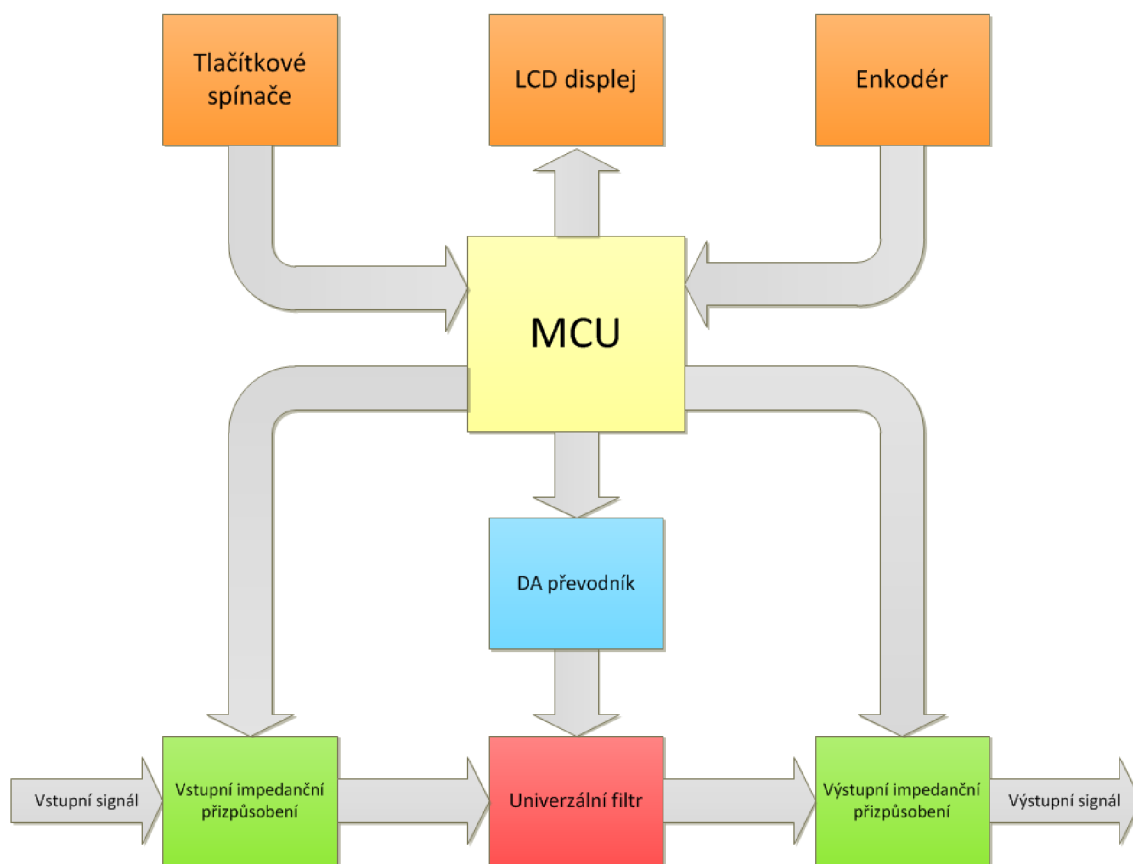 Tlačítkové
spínače
LCD displej
Enkodér
MCU
DA převodník
Vstupní signál
Vstupní impedanční
přizpůsobení
Univerzální filtr
Výstupní impedanční
přizpůsobení
Výstupní signál